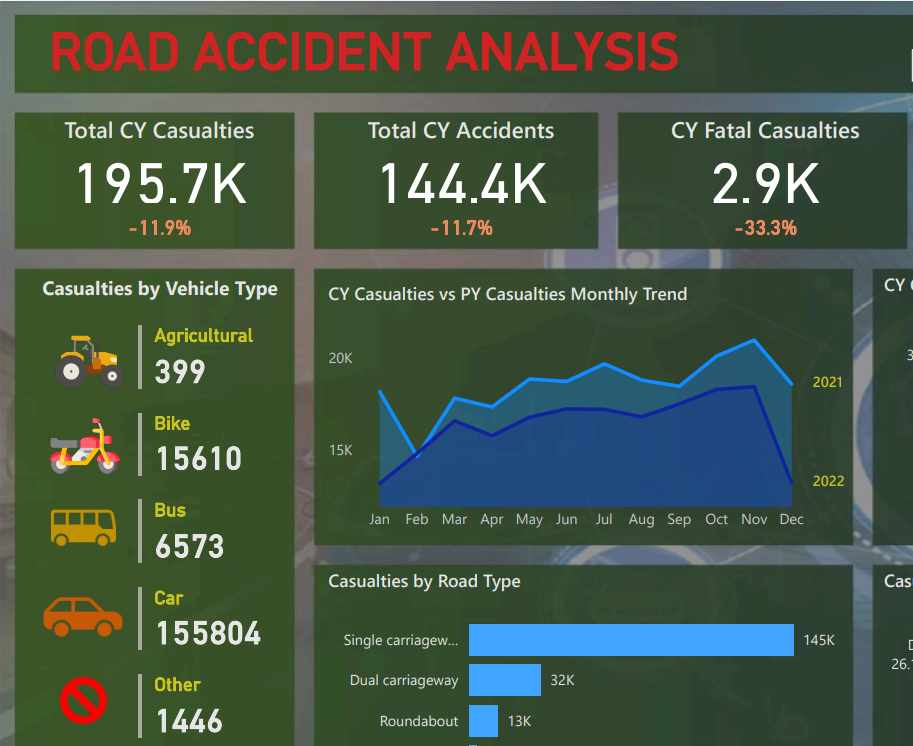 ROAD ACCIDENT ANALYSIS
Total CY Casualties
195.7K
-11.9%
Total CY Accidents
144.4K
-11.7%
CY Fatal Casualties
2.9K
-33.3%
Casualties by Vehicle Type
Agricultural
399
Bike
15610
Bus
6573
Car
155804
Other
1446
CY Casualties vs PY Casualties Monthly Trend
20K
15K
2021
2022
Jan Feb Mar Apr May Jun Jul Aug Sep Oct Nov Dec
Casualties by Road Type
Single carriagew... 145K
Dual carriageway 32K
Roundabout 13K
CY
Cas
26.